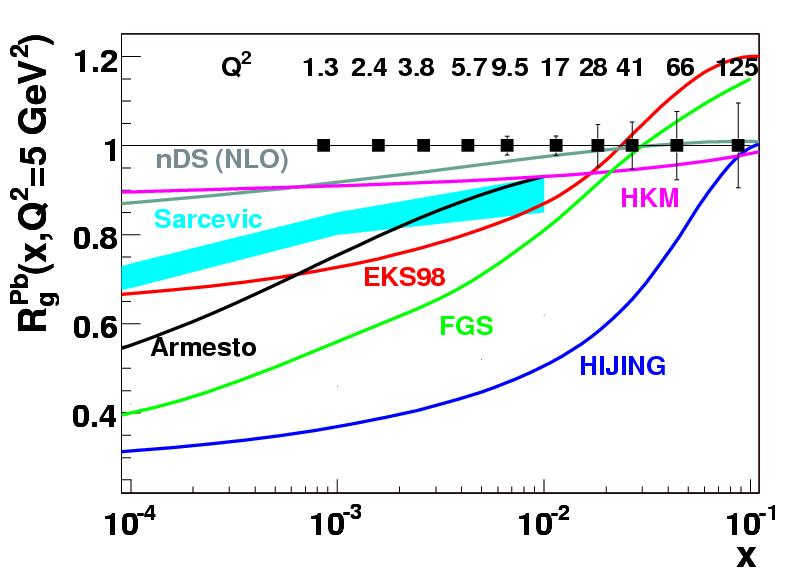 R_g^Pb(x,Q²=5 GeV²)
1.2
1
0.8
0.6
0.4
Q² 1.3 2.4 3.8 5.7 9.5 17 28 41 66 125
nDS (NLO)
HKM
Sarcevic
EKS98
FGS
Armesto
HIJING
10⁻⁴ 10⁻³ 10⁻² 10⁻¹
x